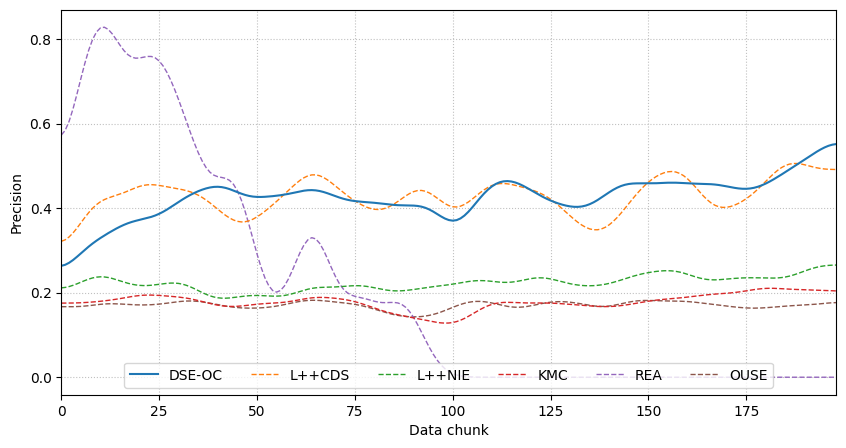 0.8
0.6
0.4
0.2
0.0
Precision
0 25 50 75 100 125 150 175
Data chunk
DSE-OC L++CDS L++NIE KMC REA OUSE